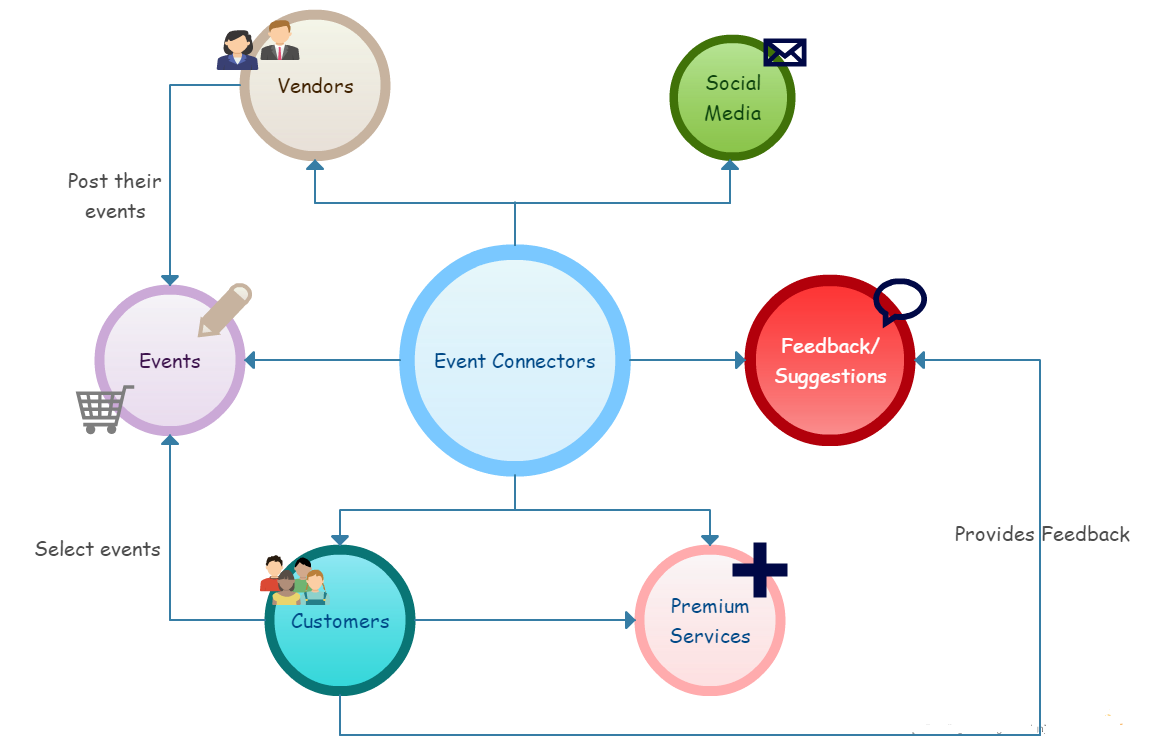 Vendors
Social
Media
Post their
events
Events
Event Connectors
Feedback/
Suggestions
Select events
Provides Feedback
Customers
Premium
Services